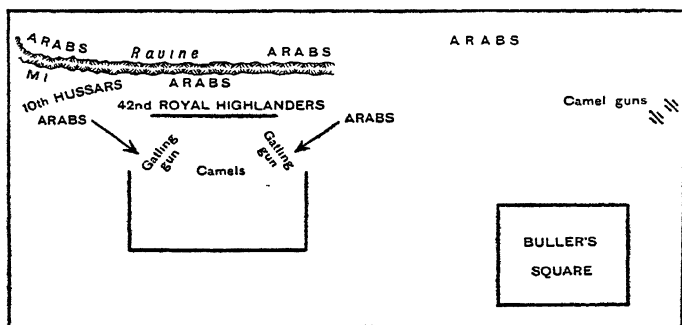 ARABS Ravine ARABS
ARABS
MI
ARABS
10th HUSSARS
42nd ROYAL HIGHLANDERS
Camel guns
ARABS
ARABS
Gatling gun
Gatling gun
Camels
BULLER'S
SQUARE